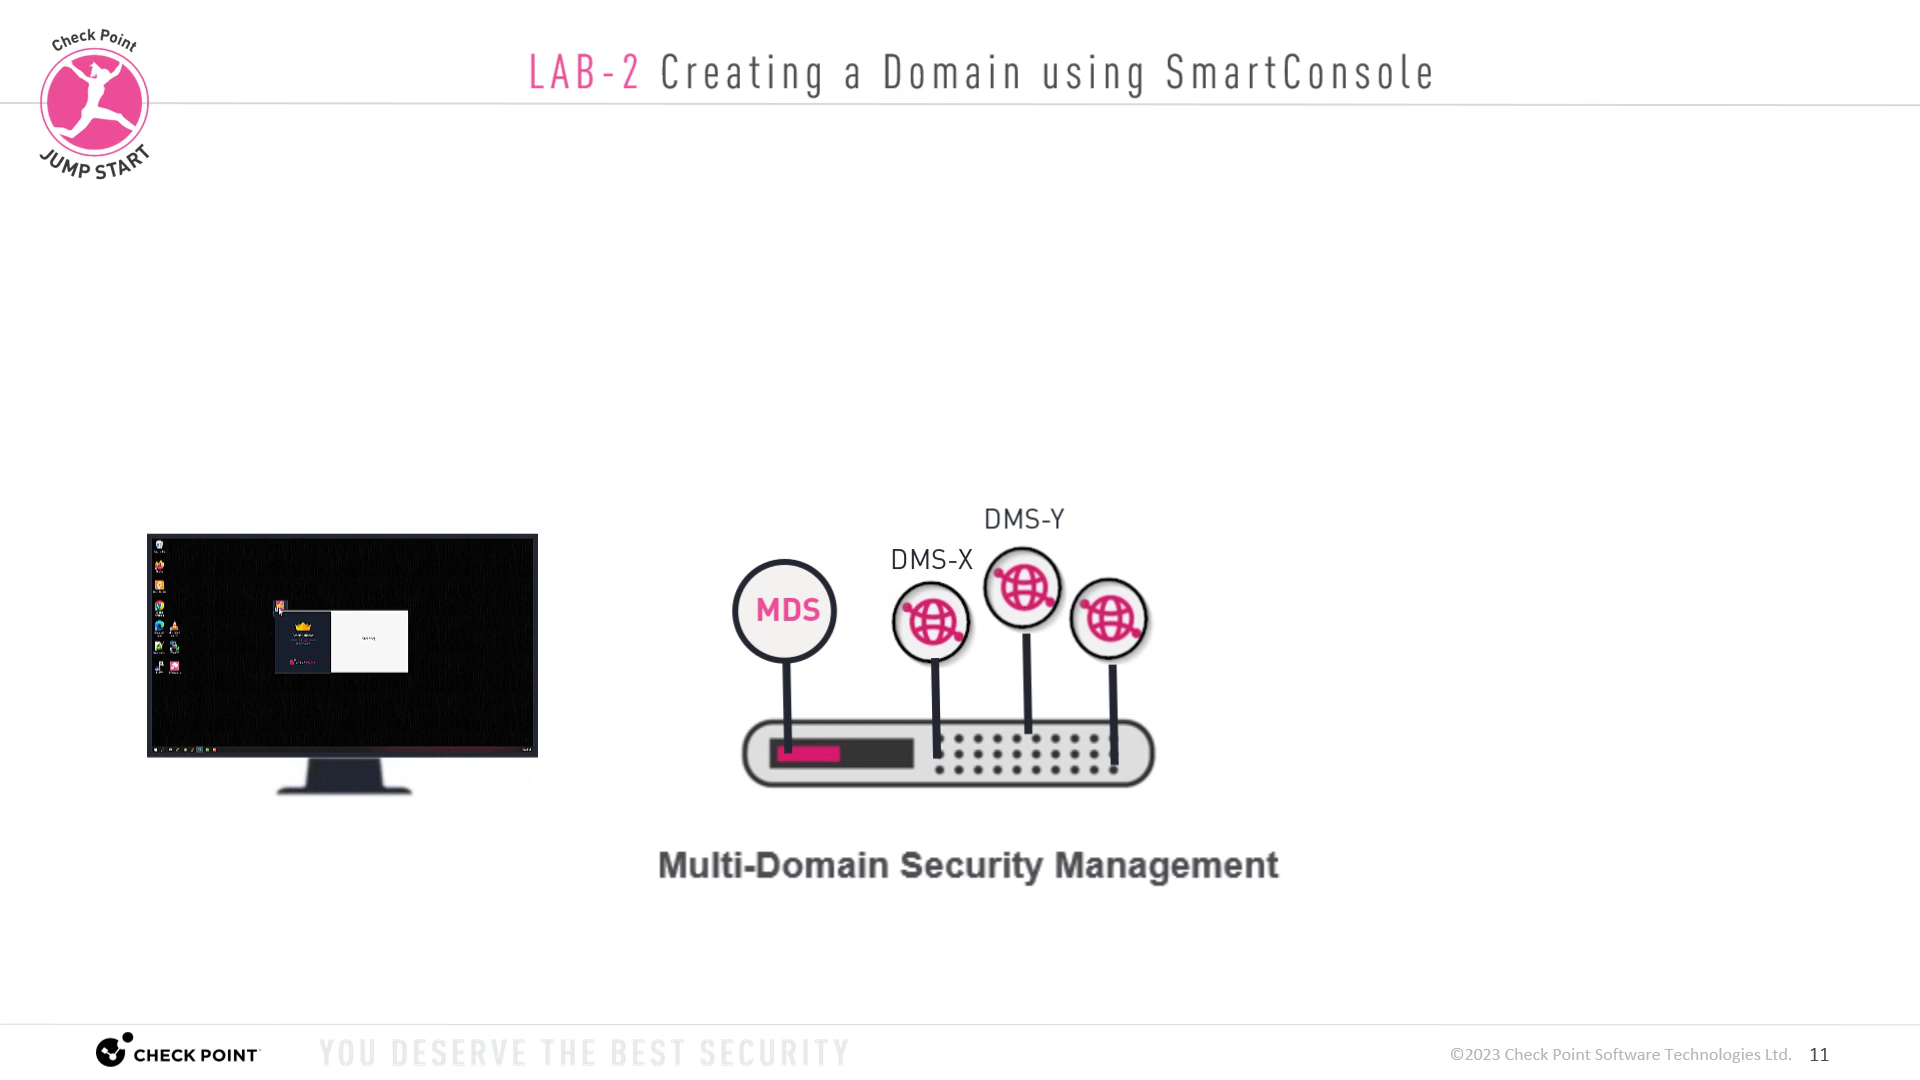 Check Point
JUMP START
LAB-2 Creating a Domain using SmartConsole
DMS-Y
DMS-X
MDS
Multi-Domain Security Management
CHECK POINT
YOU DESERVE THE BEST SECURITY
©2023 Check Point Software Technologies Ltd. 11